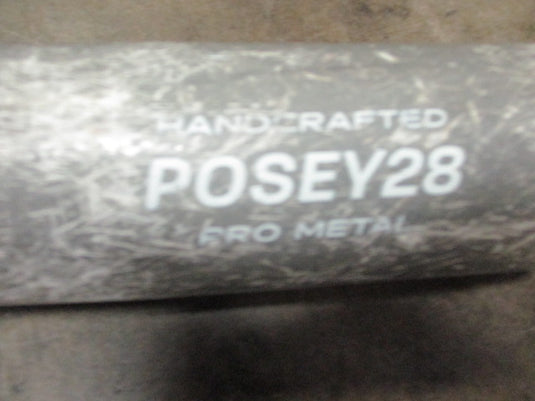 HANDCRAFTED
POSEY28
PRO METAL